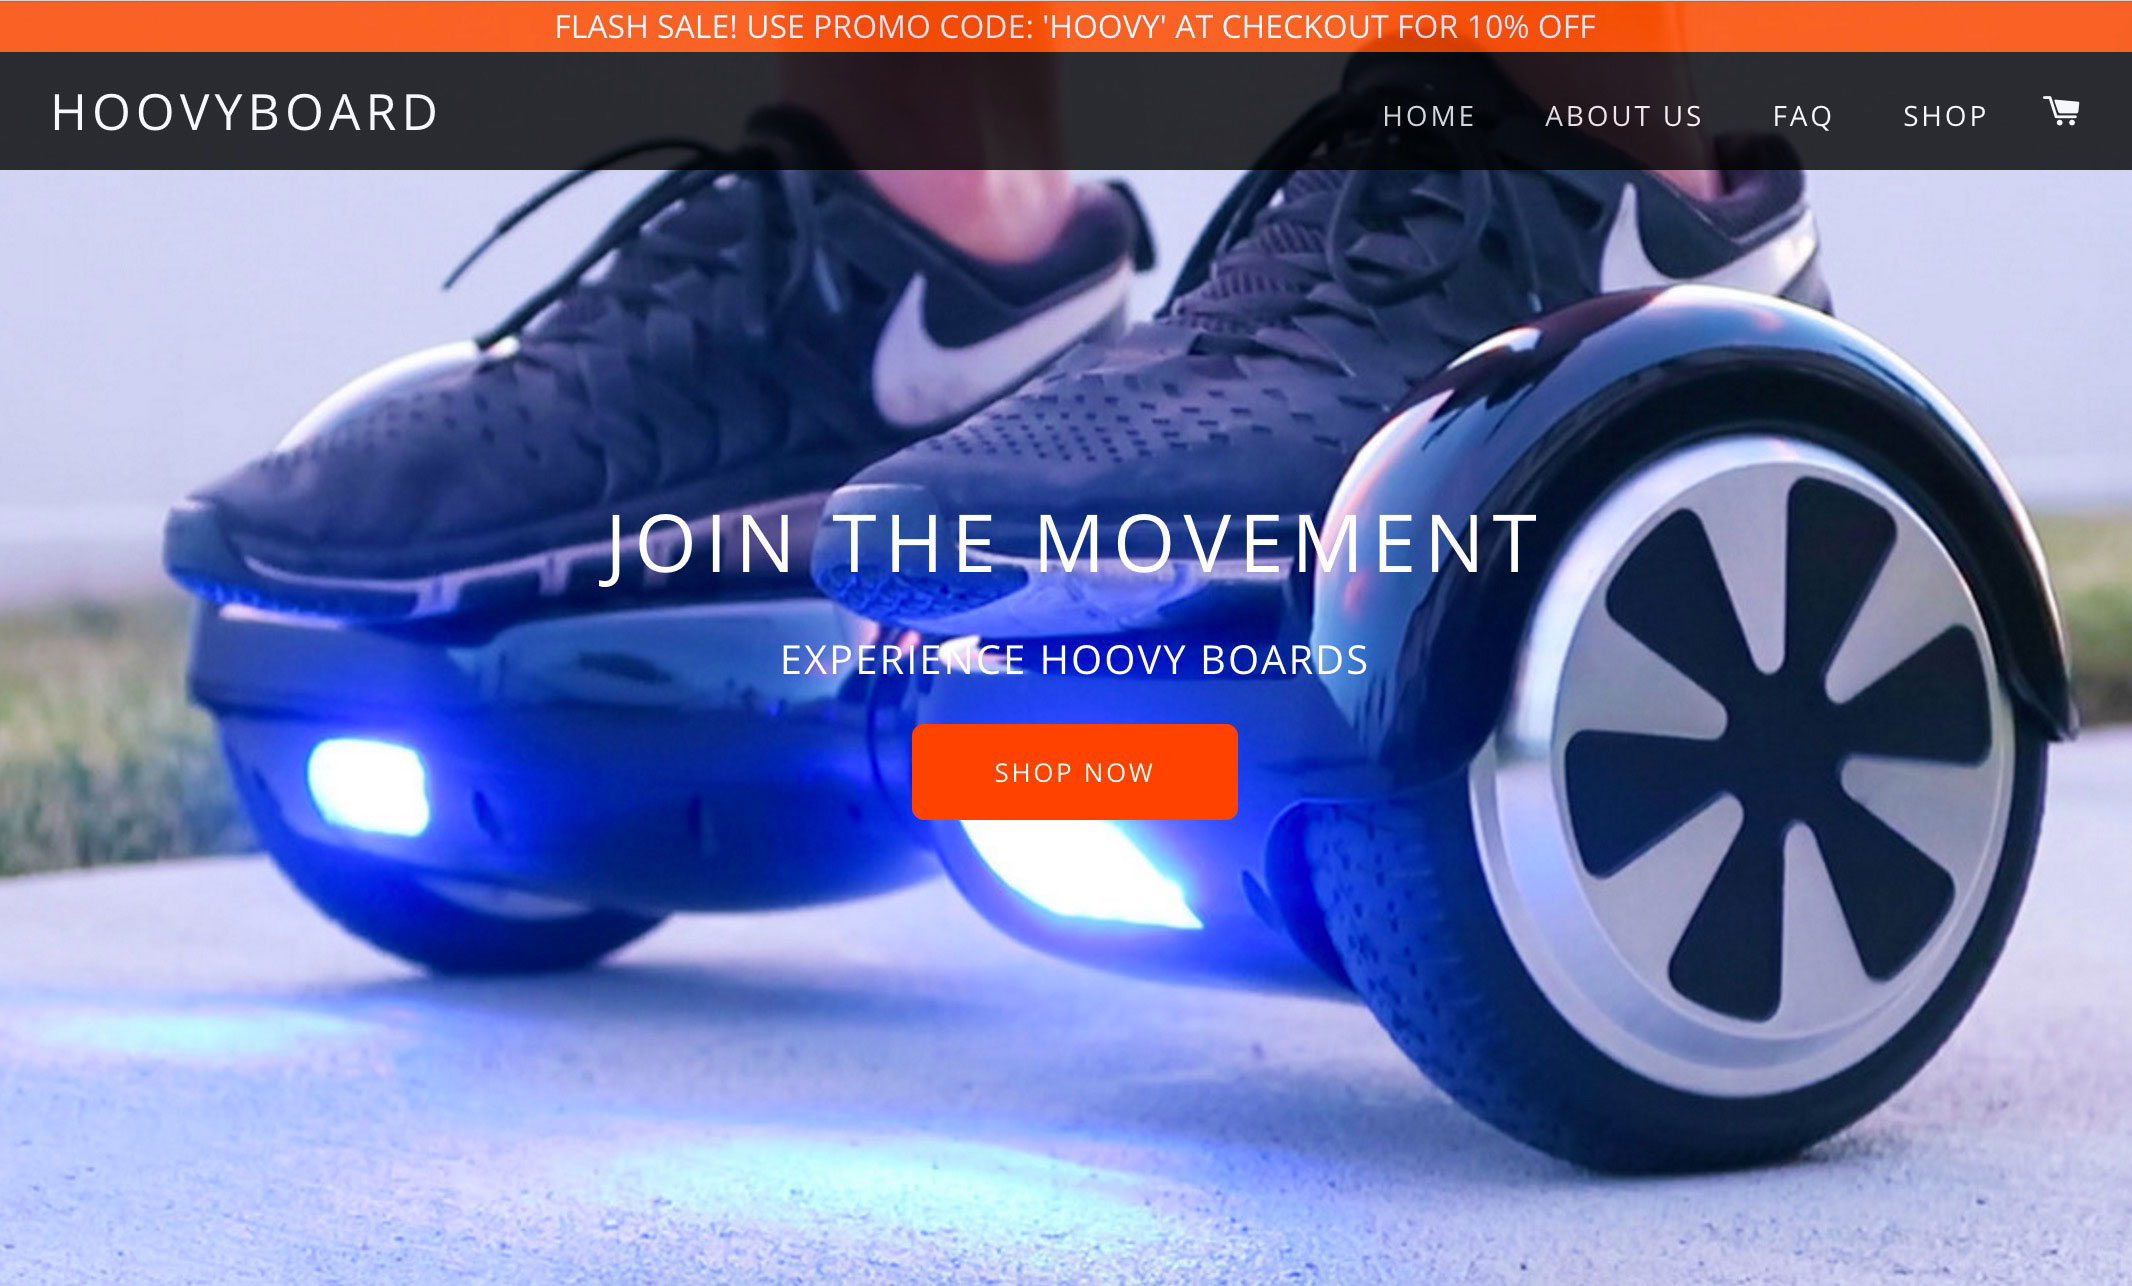 FLASH SALE! USE PROMO CODE: 'HOOVY' AT CHECKOUT FOR 10% OFF
HOOVYBOARD
HOME ABOUT US FAQ SHOP
JOIN THE MOVEMENT
EXPERIENCE HOOVY BOARDS
SHOP NOW